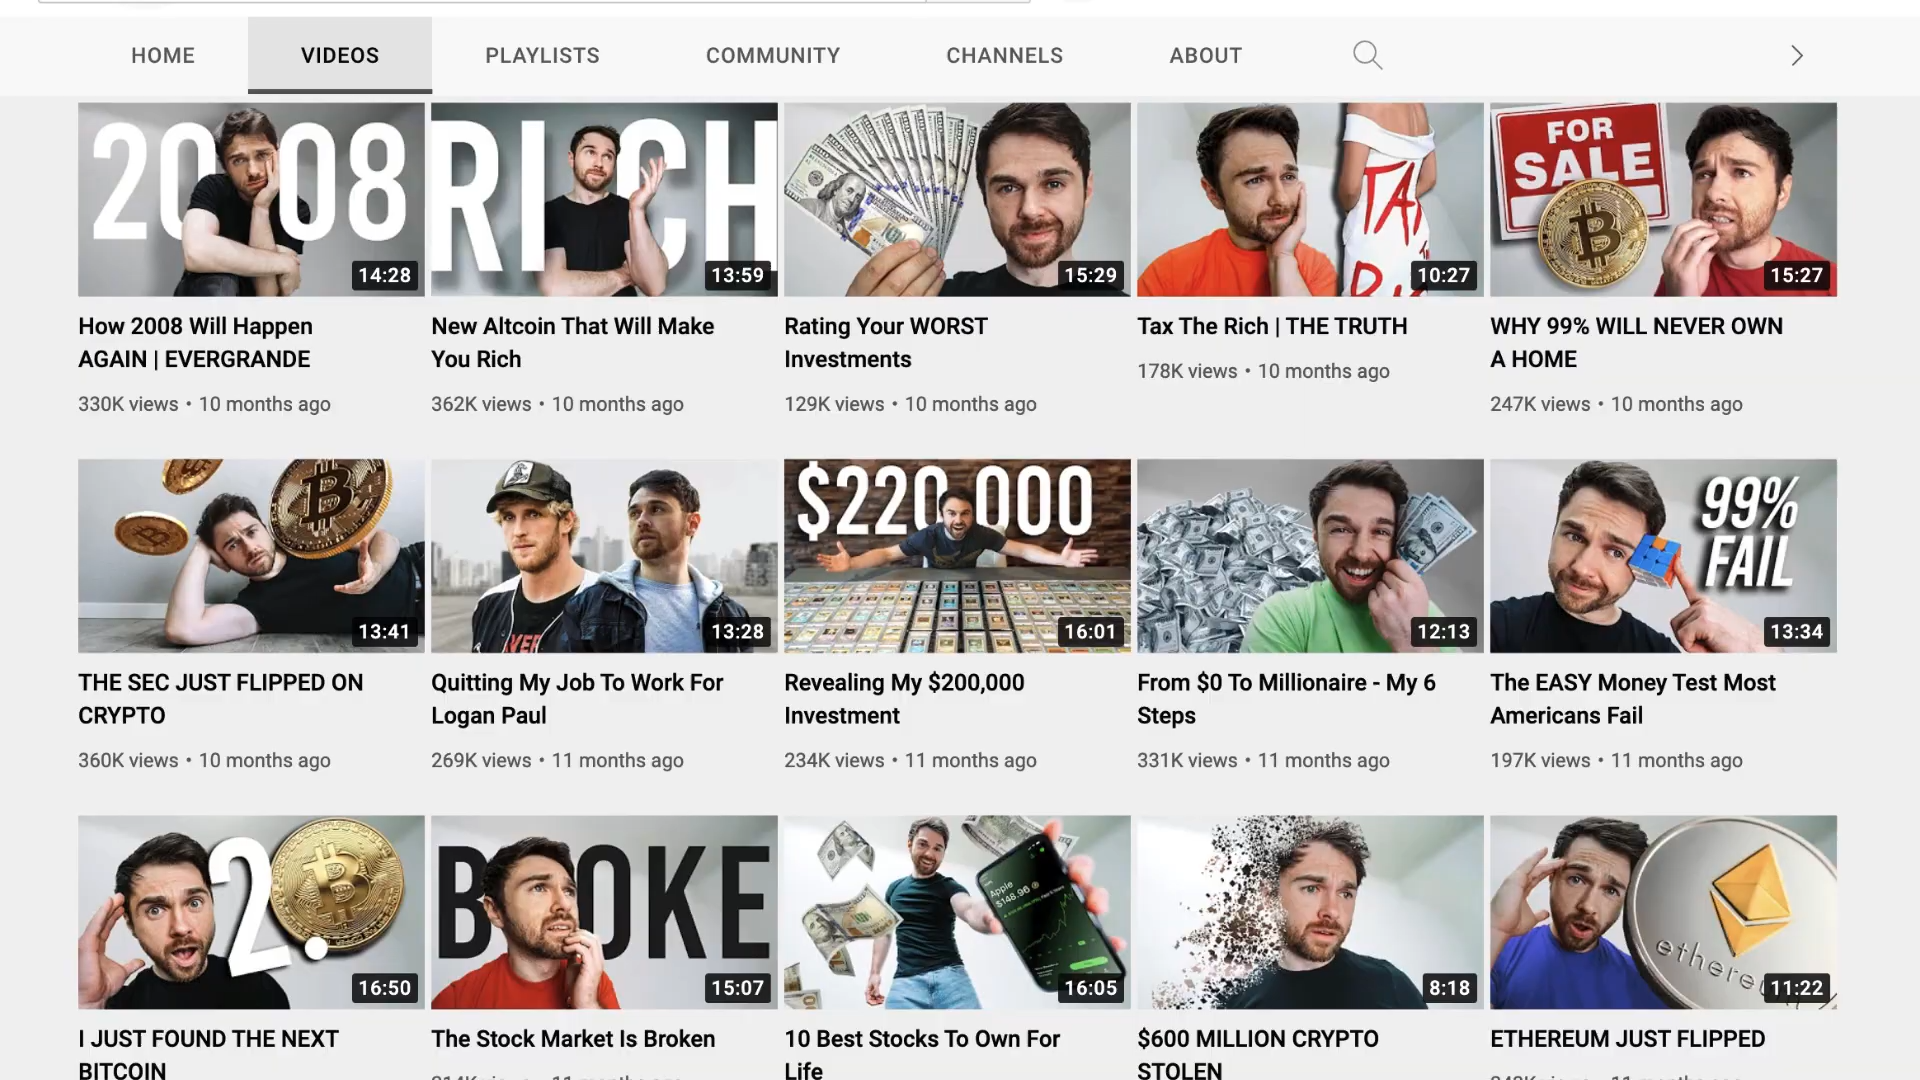 HOME VIDEOS PLAYLISTS COMMUNITY CHANNELS ABOUT
2008
14:28
RICH
13:59
15:29
TAX
10:27
FOR
SALE
15:27
How 2008 Will Happen
AGAIN | EVERGRANDE
330K views • 10 months ago
New Altcoin That Will Make
You Rich
362K views • 10 months ago
Rating Your WORST
Investments
129K views • 10 months ago
Tax The Rich | THE TRUTH
178K views • 10 months ago
WHY 99% WILL NEVER OWN
A HOME
247K views • 10 months ago
13:41
13:28
$220,000
16:01
12:13
99%
FAIL
13:34
THE SEC JUST FLIPPED ON
CRYPTO
360K views • 10 months ago
Quitting My Job To Work For
Logan Paul
269K views • 11 months ago
Revealing My $200,000
Investment
234K views • 11 months ago
From $0 To Millionaire - My 6
Steps
331K views • 11 months ago
The EASY Money Test Most
Americans Fail
197K views • 11 months ago
2.
16:50
BROKE
15:07
Apple
$148.96
16:05
8:18
ethere
11:22
I JUST FOUND THE NEXT
BITCOIN
The Stock Market Is Broken
10 Best Stocks To Own For
Life
$600 MILLION CRYPTO
STOLEN
ETHEREUM JUST FLIPPED